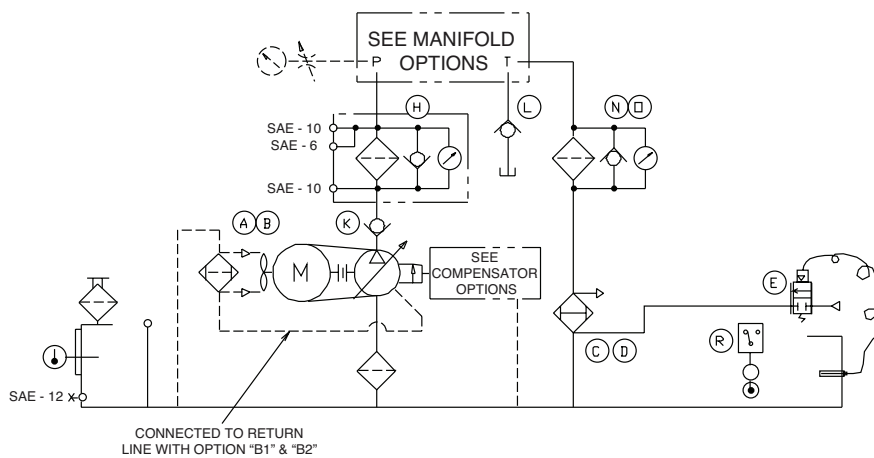 SEE MANIFOLD
OPTIONS
P
T
H
L
N O
SAE - 10
SAE - 6
SAE - 10
A B
K
M
SEE
COMPENSATOR
OPTIONS
E
C D
R
SAE - 12
CONNECTED TO RETURN
LINE WITH OPTION “B1” & “B2”